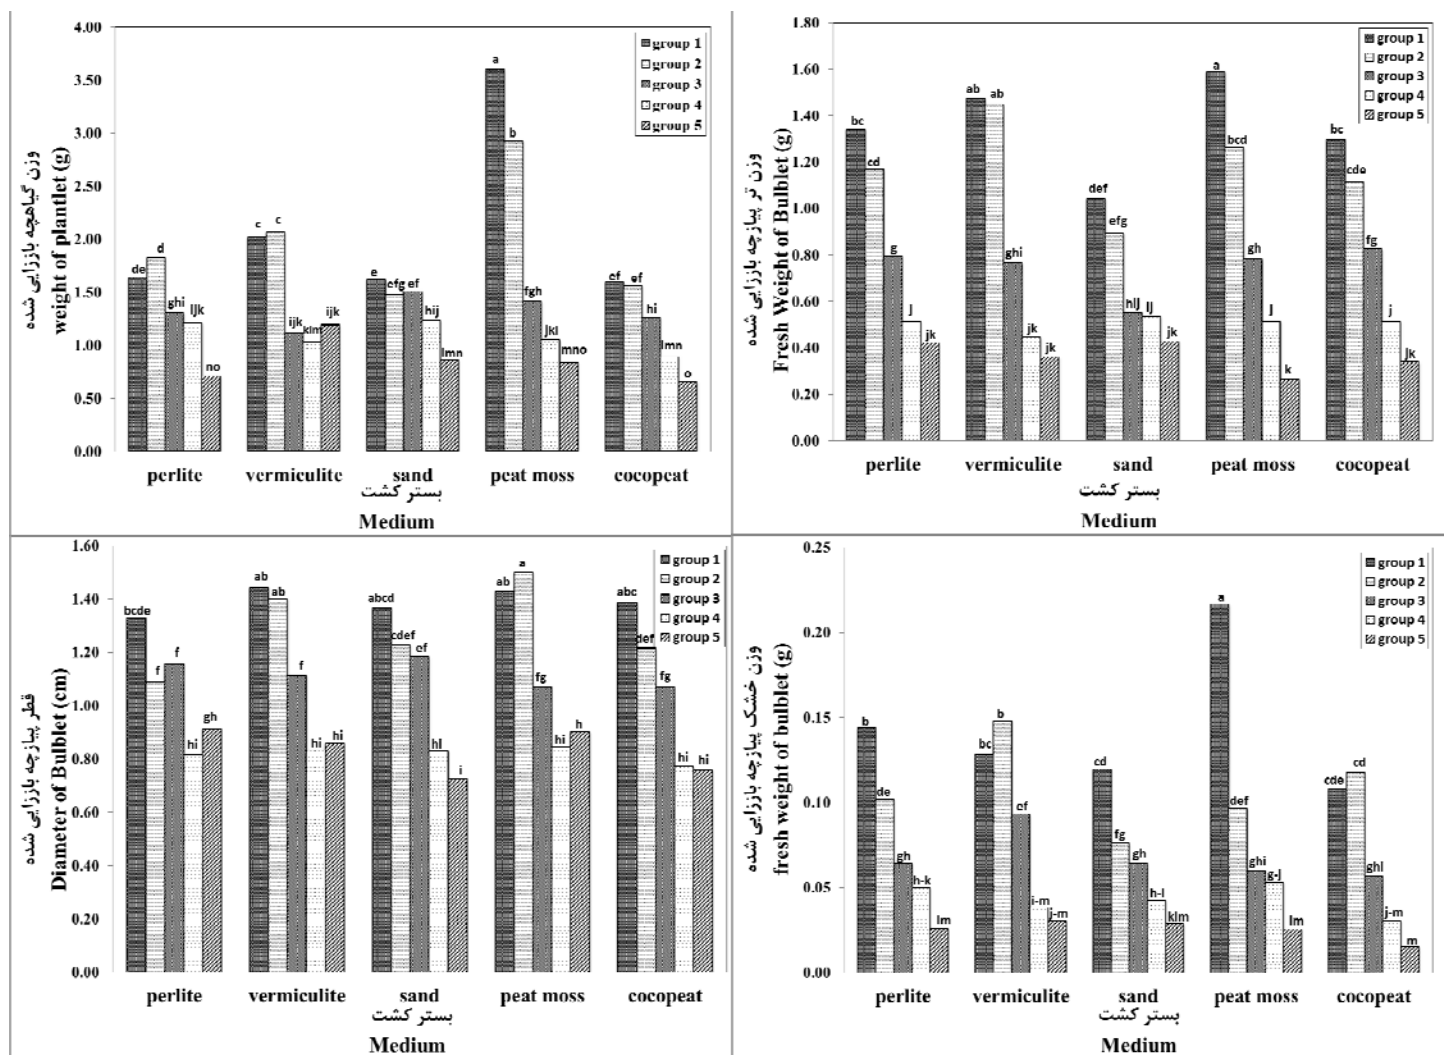 4.00
3.50
3.00
2.50
2.00
1.50
1.00
0.50
0.00
وزن گیاهچه باززایی شده
weight of plantlet (g)
group 1
group 2
group 3
group 4
group 5
de d ghi ijk no
c c ijk klm ijk
e efg ef hij lmn
a b fgh jkl mno
ef ef hi lmn o
perlite vermiculite sand peat moss cocopeat
بستر کشت
Medium
1.80
1.60
1.40
1.20
1.00
0.80
0.60
0.40
0.20
0.00
وزن تر پیازچه باززایی شده
Fresh Weight of Bulblet (g)
group 1
group 2
group 3
group 4
group 5
bc cd g j jk
ab ab ghi jk jk
def efg hij ij jk
a bcd gh j k
bc cde fg j jk
perlite vermiculite sand peat moss cocopeat
بستر کشت
Medium
1.60
1.40
1.20
1.00
0.80
0.60
0.40
0.20
0.00
قطر پیازچه باززایی شده
Diameter of Bulblet (cm)
group 1
group 2
group 3
group 4
group 5
bcde f f hi gh
ab ab f hi hi
abcd cdef ef hi i
ab a fg hi h
abc def fg hi hi
perlite vermiculite sand peat moss cocopeat
بستر کشت
Medium
0.25
0.20
0.15
0.10
0.05
0.00
وزن خشک پیازچه باززایی شده
fresh weight of bulblet (g)
group 1
group 2
group 3
group 4
group 5
b de gh h-k lm
bc b ef i-m j-m
cd fg gh h-l klm
a def ghi g-j lm
cde cd ghi j-m m
perlite vermiculite sand peat moss cocopeat
بستر کشت
Medium